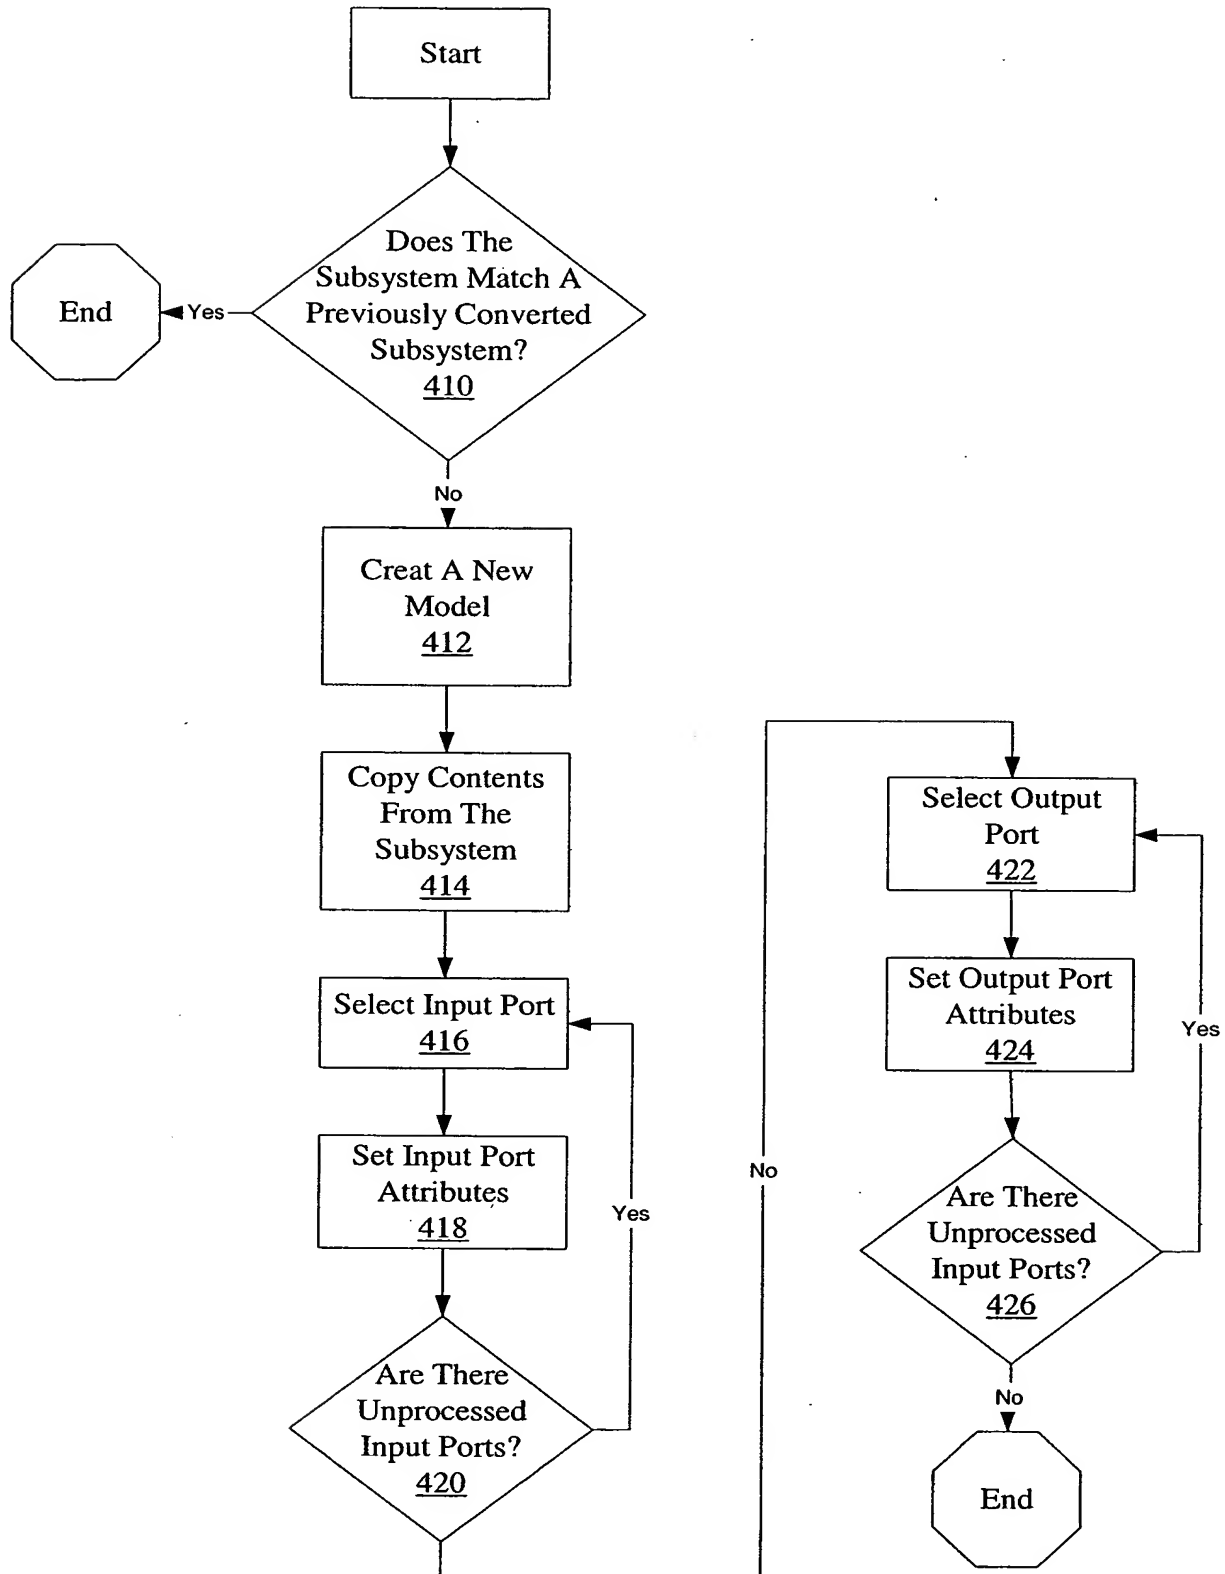 Start
Does The
Subsystem Match A
Previously Converted
Subsystem?
410
Yes
End
No
Creat A New
Model
412
Copy Contents
From The
Subsystem
414
Select Input Port
416
Set Input Port
Attributes
418
Yes
Are There
Unprocessed
Input Ports?
420
No
Select Output
Port
422
Set Output Port
Attributes
424
Yes
Are There
Unprocessed
Input Ports?
426
No
End